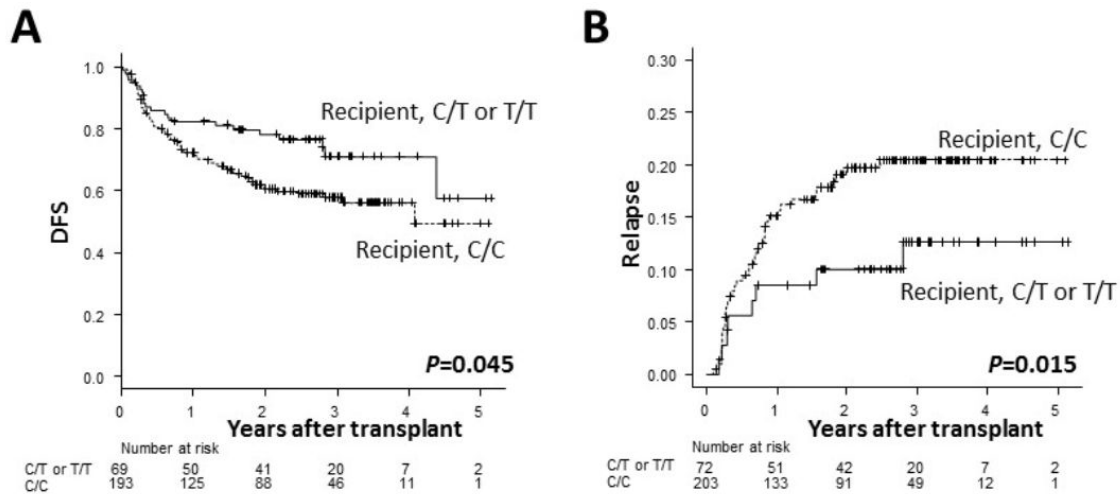 A
1.0
0.8
0.6
0.4
0.2
0.0
DFS
Recipient, C/T or T/T
Recipient, C/C
P=0.045
0 1 2 3 4 5
Years after transplant
Number at risk
C/T or T/T 69 50 41 20 7 2
C/C 193 125 88 46 11 1
B
0.30
0.25
0.20
0.15
0.10
0.05
0.00
Relapse
Recipient, C/C
Recipient, C/T or T/T
P=0.015
0 1 2 3 4 5
Years after transplant
Number at risk
C/T or T/T 72 51 42 20 7 2
C/C 203 133 91 49 12 1